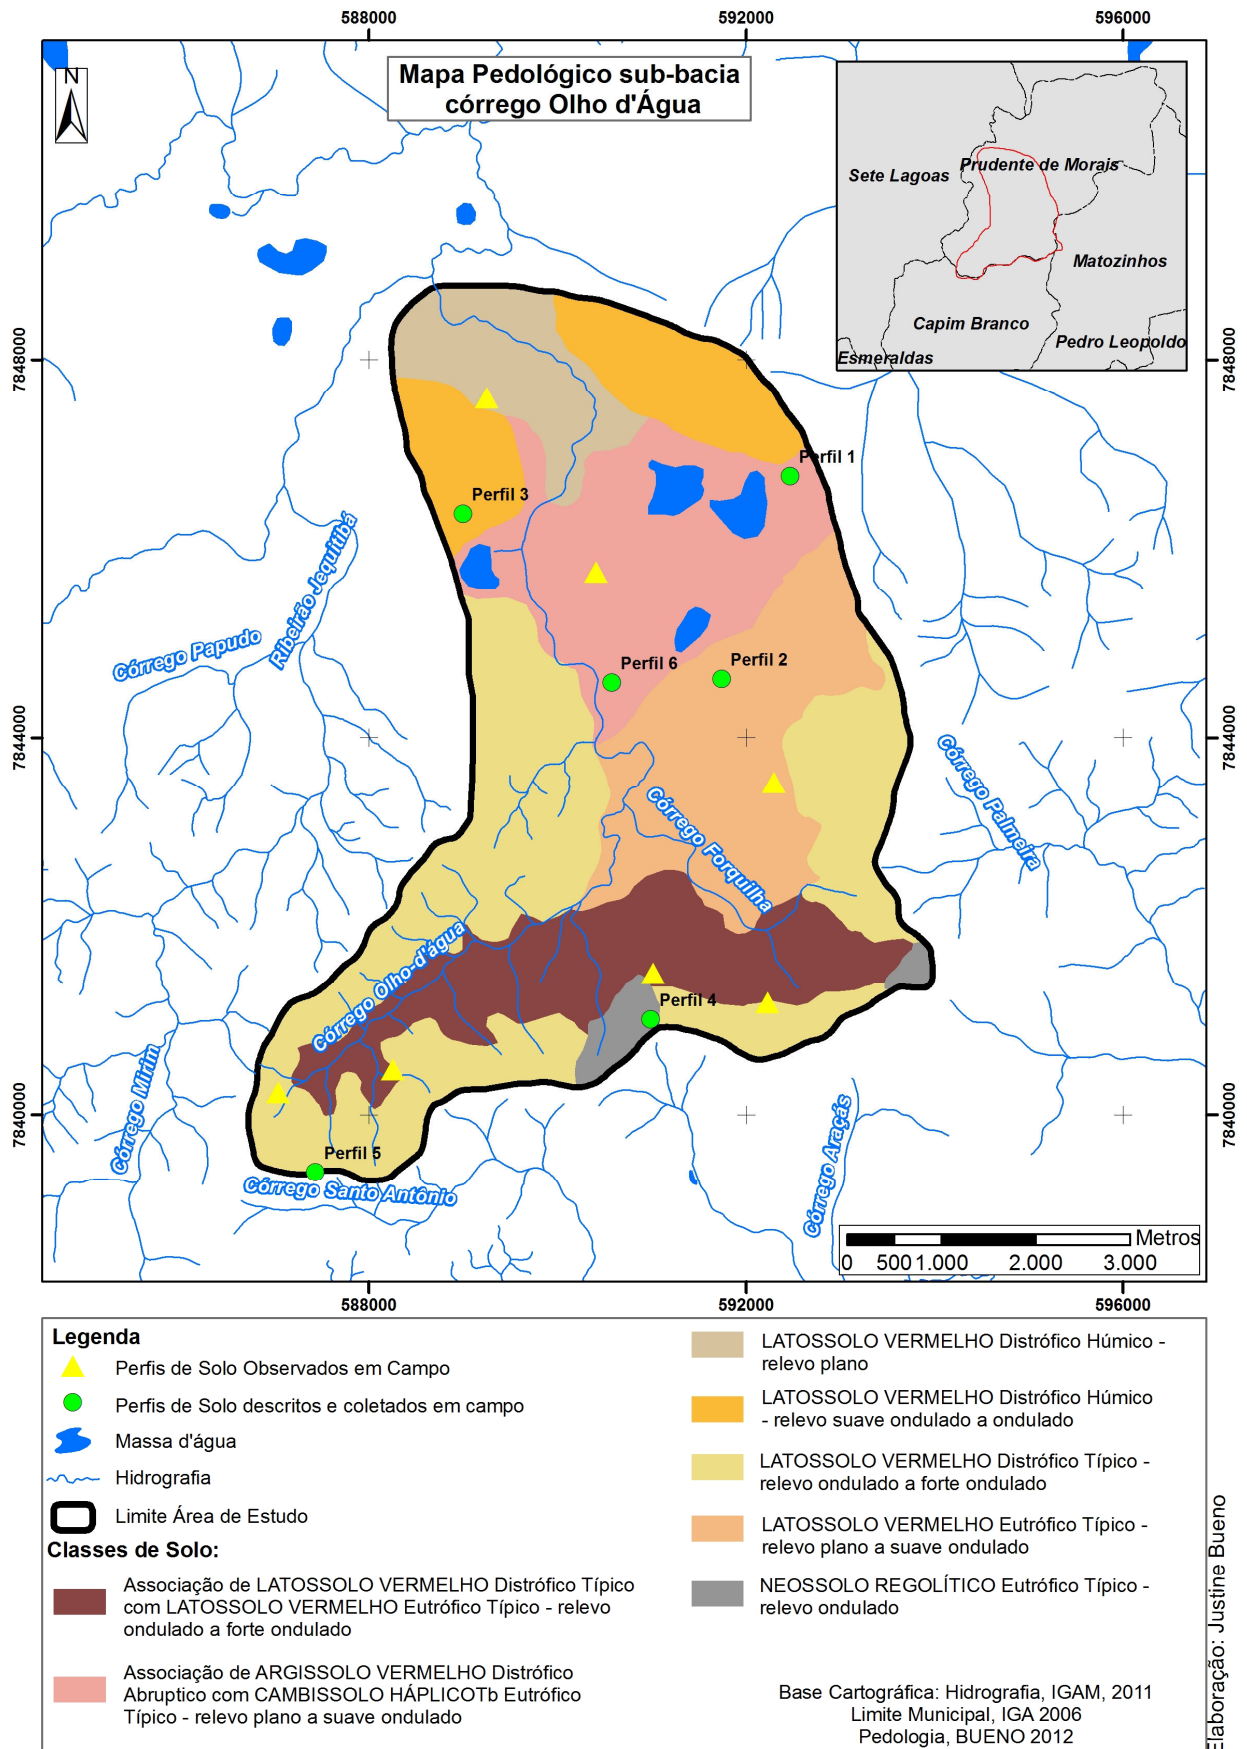 588000
592000
596000
N
Mapa Pedológico sub-bacia
córrego Olho d'Água
Sete Lagoas
Prudente de Morais
Matozinhos
Capim Branco
Pedro Leopoldo
Esmeraldas
7848000
7848000
Perfil 1
Perfil 3
Ribeirão Jequitibá
Córrego Papudo
Perfil 6
Perfil 2
7844000
7844000
Córrego Palmeira
Córrego Forquilha
Córrego Olho-d'água
Perfil 4
Córrego Mirim
7840000
7840000
Córrego Araçás
Perfil 5
Córrego Santo Antônio
Metros
0 500 1.000 2.000 3.000
588000
592000
596000
Legenda
Perfis de Solo Observados em Campo
Perfis de Solo descritos e coletados em campo
Massa d'água
Hidrografia
Limite Área de Estudo
Classes de Solo:
Associação de LATOSSOLO VERMELHO Distrófico Típico
com LATOSSOLO VERMELHO Eutrófico Típico - relevo
ondulado a forte ondulado
Associação de ARGISSOLO VERMELHO Distrófico
Abruptico com CAMBISSOLO HÁPLICOTb Eutrófico
Típico - relevo plano a suave ondulado
LATOSSOLO VERMELHO Distrófico Húmico -
relevo plano
LATOSSOLO VERMELHO Distrófico Húmico
- relevo suave ondulado a ondulado
LATOSSOLO VERMELHO Distrófico Típico -
relevo ondulado a forte ondulado
LATOSSOLO VERMELHO Eutrófico Típico -
relevo plano a suave ondulado
NEOSSOLO REGOLÍTICO Eutrófico Típico -
relevo ondulado
Base Cartográfica: Hidrografia, IGAM, 2011
Limite Municipal, IGA 2006
Pedologia, BUENO 2012
Elaboração: Justine Bueno